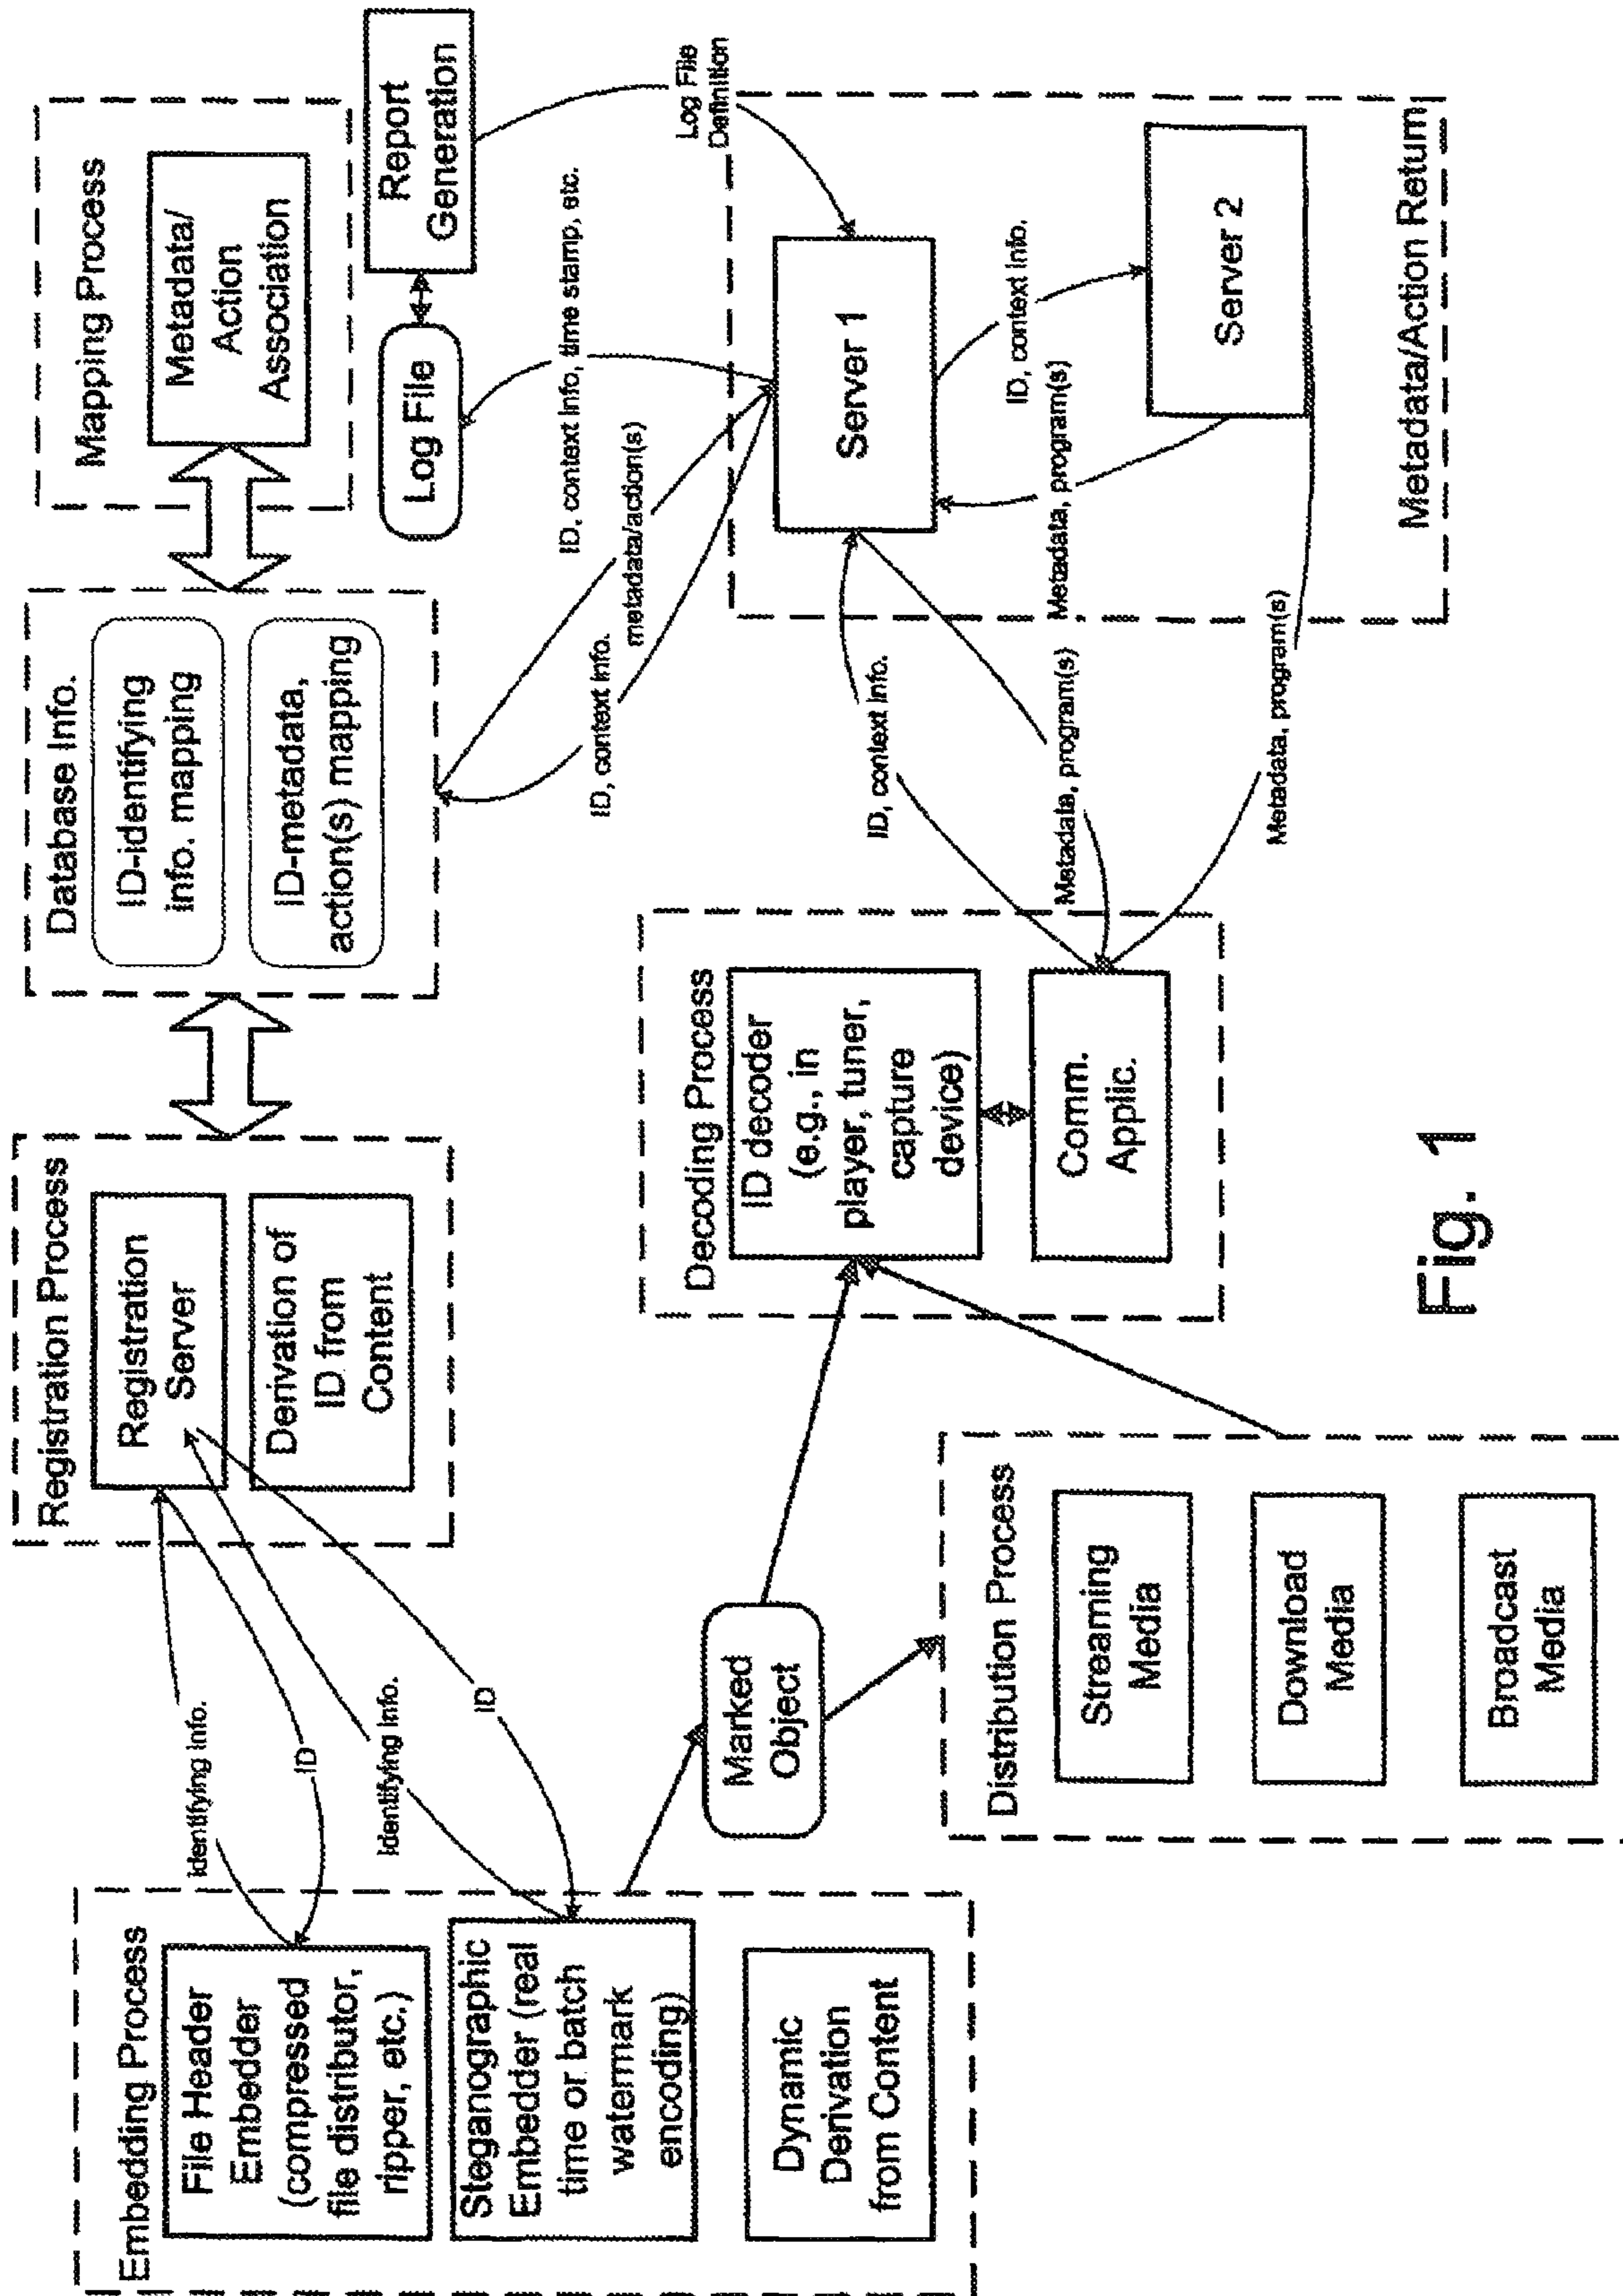 Embedding Process
File Header
Embedder
(compressed
file distributor,
ripper, etc.)
Steganographic
Embedder (real
time or batch
watermark
encoding)
Dynamic
Derivation
from Content
Identifying Info.
ID
Identifying Info.
ID
Registration Process
Registration
Server
Derivation of
ID from
Content
Database Info.
ID-identifying
info. mapping
ID-metadata,
action(s) mapping
Mapping Process
Metadata/
Action
Association
Log File
Report
Generation
ID, context Info, time stamp, etc.
metadata/action(s)
ID, context Info.
Log File
Definition
Marked
Object
Decoding Process
ID decoder
(e.g., in
player, tuner,
capture
device)
Comm.
Applic.
ID, context Info.
Metadata, program(s)
Metadata, program(s)
Server 1
ID, context Info.
Metadata, program(s)
Server 2
Metadata/Action Return
Distribution Process
Streaming
Media
Download
Media
Broadcast
Media
Fig. 1